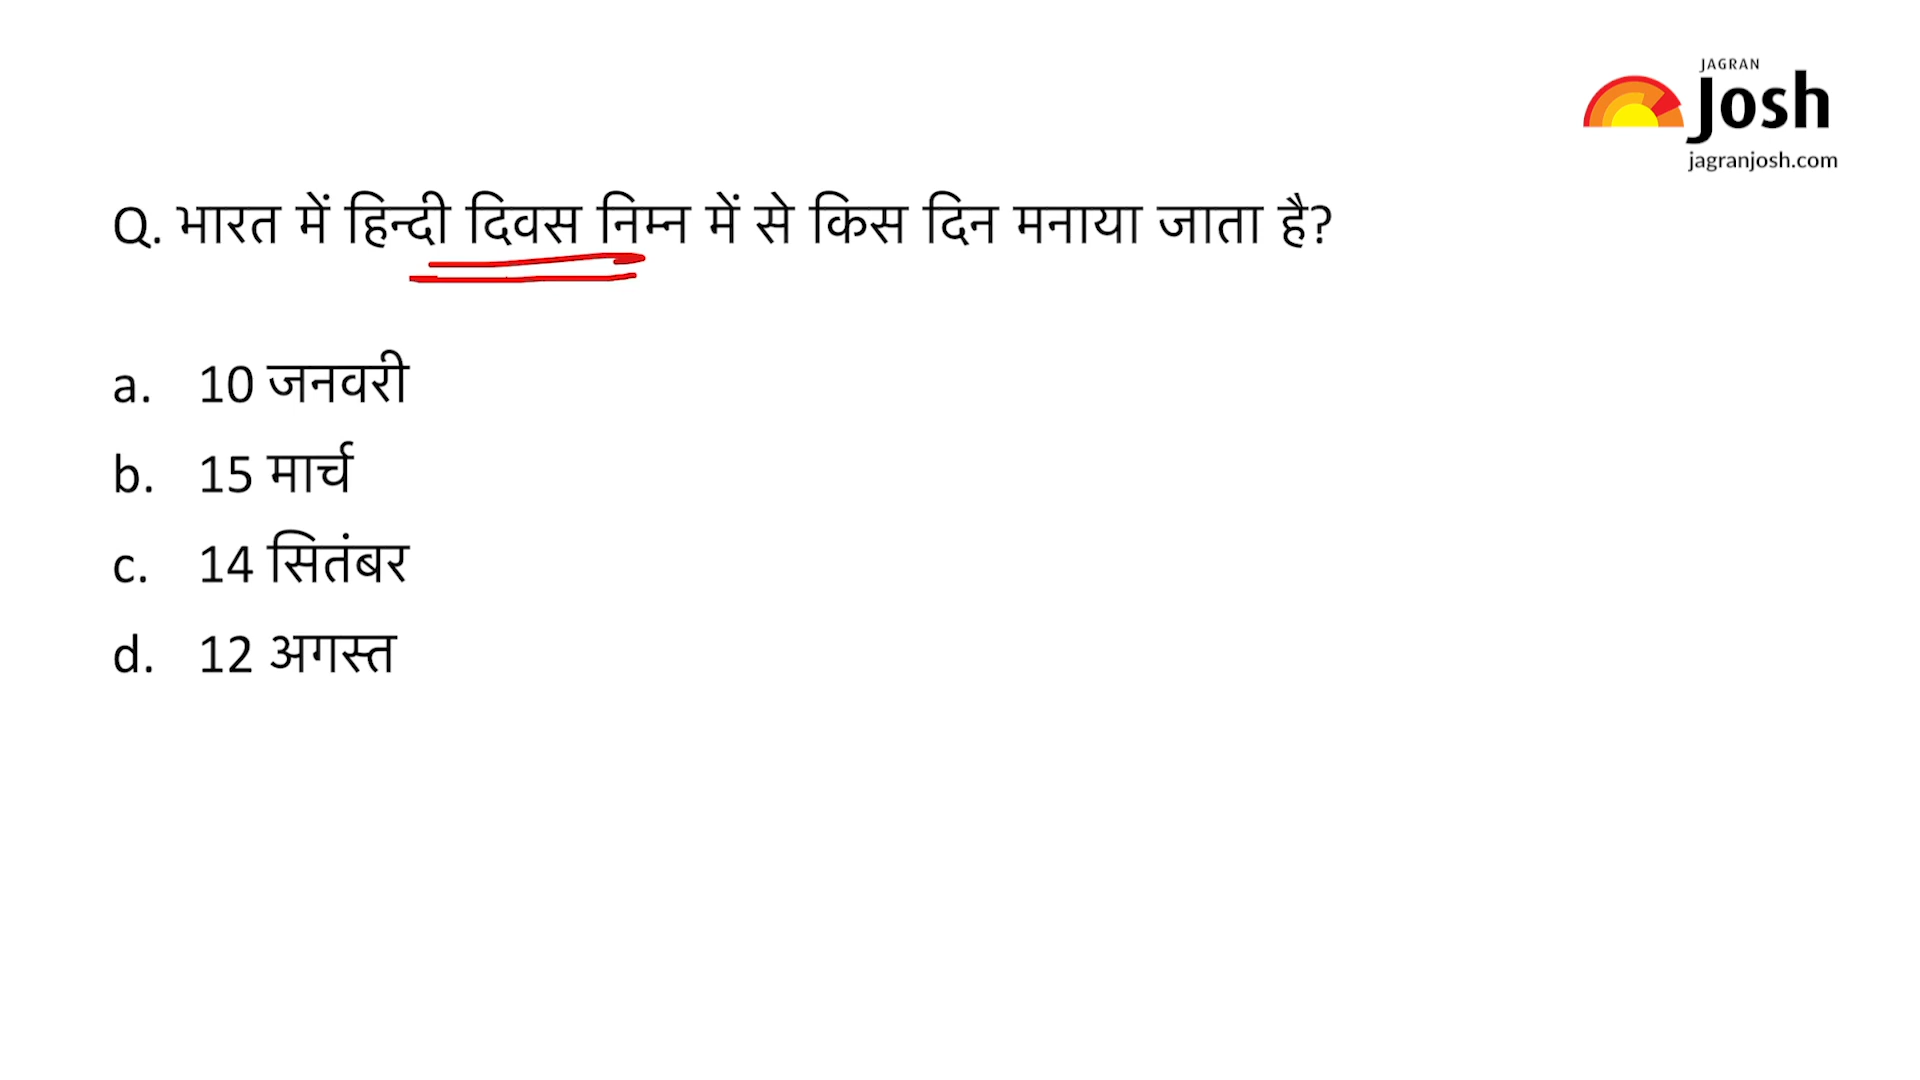 JAGRAN
Josh
jagranjosh.com
Q. भारत में हिन्दी दिवस निम्न में से किस दिन मनाया जाता है?
a. 10 जनवरी
b. 15 मार्च
c. 14 सितंबर
d. 12 अगस्त